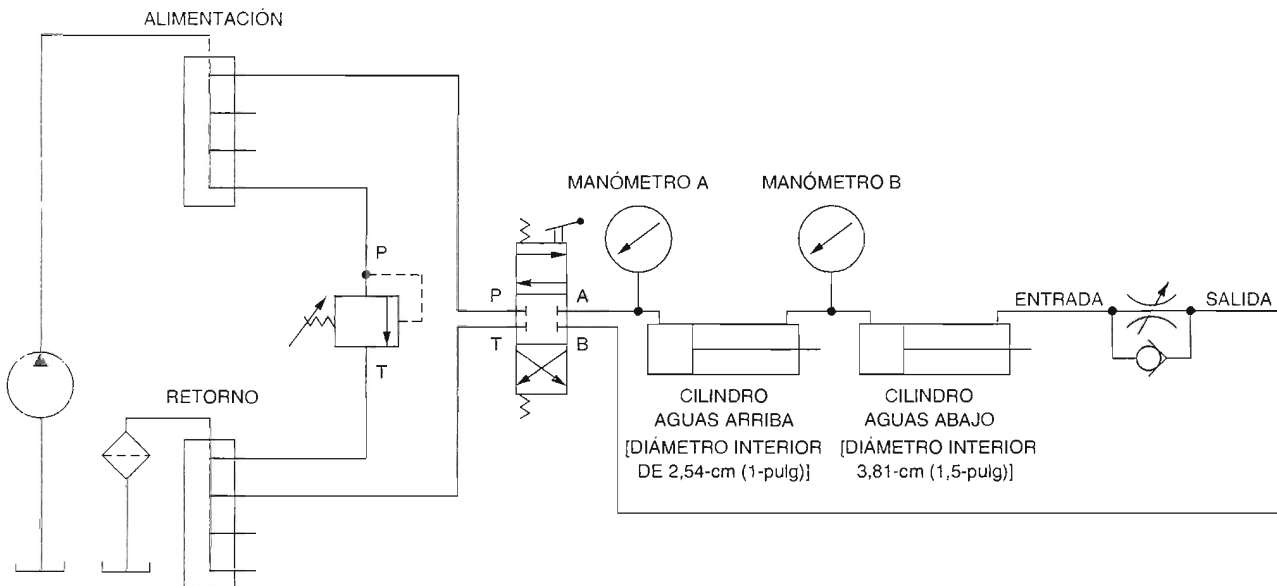 ALIMENTACIÓN
MANÓMETRO A
MANÓMETRO B
P
P
A
ENTRADA
SALIDA
T
B
T
RETORNO
CILINDRO
AGUAS ARRIBA
[DIÁMETRO INTERIOR
DE 2,54-cm (1-pulg)]
CILINDRO
AGUAS ABAJO
[DIÁMETRO INTERIOR
3,81-cm (1,5-pulg)]